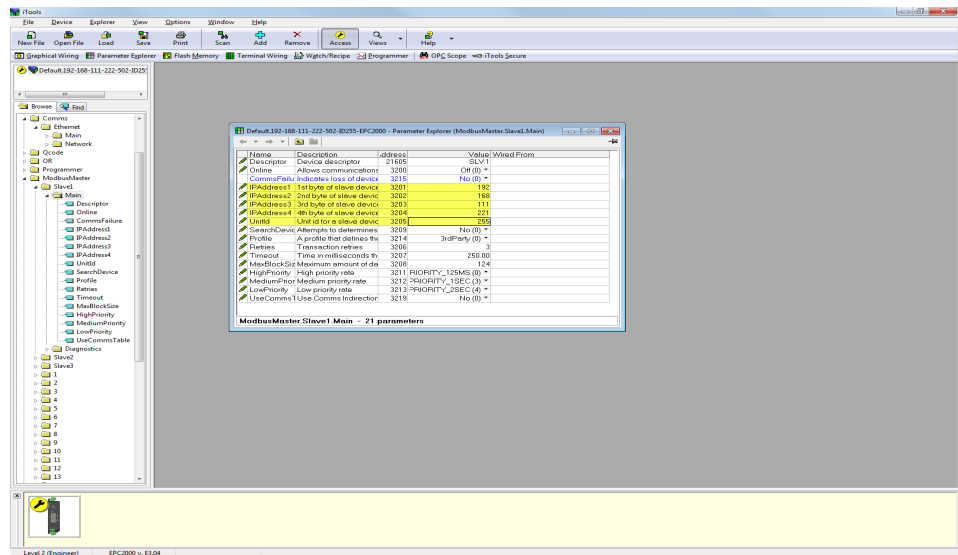 iTools
File Device Explorer View Options Window Help
New File Open File Load Save Print Scan Add Remove Access Views Help
Graphical Wiring Parameter Explorer Flash Memory Terminal Wiring Watch/Recipe Programmer OPC Scope iTools Secure
Default.192-168-111-222-502-ID25
Browse Find
Comms
Ethernet
Main
Network
Qcode
OR
Programmer
ModbusMaster
Slave1
Main
Descriptor
Online
CommsFailure
IPAddress1
IPAddress2
IPAddress3
IPAddress4
UnitId
SearchDevice
Profile
Retries
Timeout
MaxBlockSize
HighPriority
MediumPriority
LowPriority
UseCommsTable
Diagnostics
Slave2
Slave3
1
2
3
4
5
6
7
8
9
10
11
12
13
Default.192-168-111-222-502-ID255-EPC2000 - Parameter Explorer (ModbusMaster.Slave1.Main)
Name Description ddress Value Wired From
Descriptor Device descriptor 21605 SLV.1
Online Allows communications 3200 Off (0)
CommsFailu Indicates loss of device 3215 No (0)
IPAddress1 1st byte of slave device 3201 192
IPAddress2 2nd byte of slave device 3202 168
IPAddress3 3rd byte of slave device 3203 111
IPAddress4 4th byte of slave device 3204 221
UnitId Unit id for a slave devic 3205 255
SearchDevic Attempts to determines 3209 No (0)
Profile A profile that defines the 3214 3rdParty (0)
Retries Transaction retries 3206 3
Timeout Time in milliseconds th 3207 250.00
MaxBlockSiz Maximum amount of da 3208 124
HighPriority High priority rate 3211 RIORITY_125MS (0)
MediumPrior Medium priority rate 3212 PRIORITY_1SEC (3)
LowPriority Low priority rate 3213 PRIORITY_2SEC (4)
UseCommsT Use Comms Indirection 3219 No (0)
ModbusMaster.Slave1.Main - 21 parameters
Level 2 (Engineer) EPC2000 v. E3.04